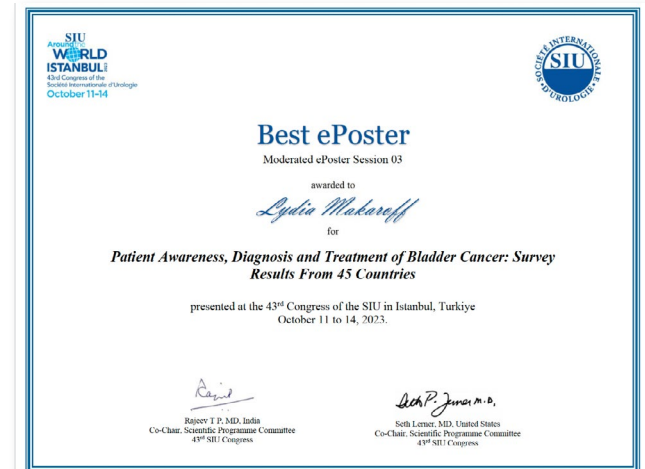 SIU
Around the
WORLD
ISTANBUL 2023
43rd Congress of the
Société Internationale d'Urologie
October 11-14
SOCIÉTÉ INTERNATIONALE D'UROLOGIE
SIU
Best ePoster
Moderated ePoster Session 03
awarded to
Lydia Makaroff
for
Patient Awareness, Diagnosis and Treatment of Bladder Cancer: Survey
Results From 45 Countries
presented at the 43rd Congress of the SIU in Istanbul, Turkiye
October 11 to 14, 2023.
Rajeev T P, MD, India
Co-Chair, Scientific Programme Committee
43rd SIU Congress
Seth P. Lerner M.D.
Seth Lerner, MD, United States
Co-Chair, Scientific Programme Committee
43rd SIU Congress